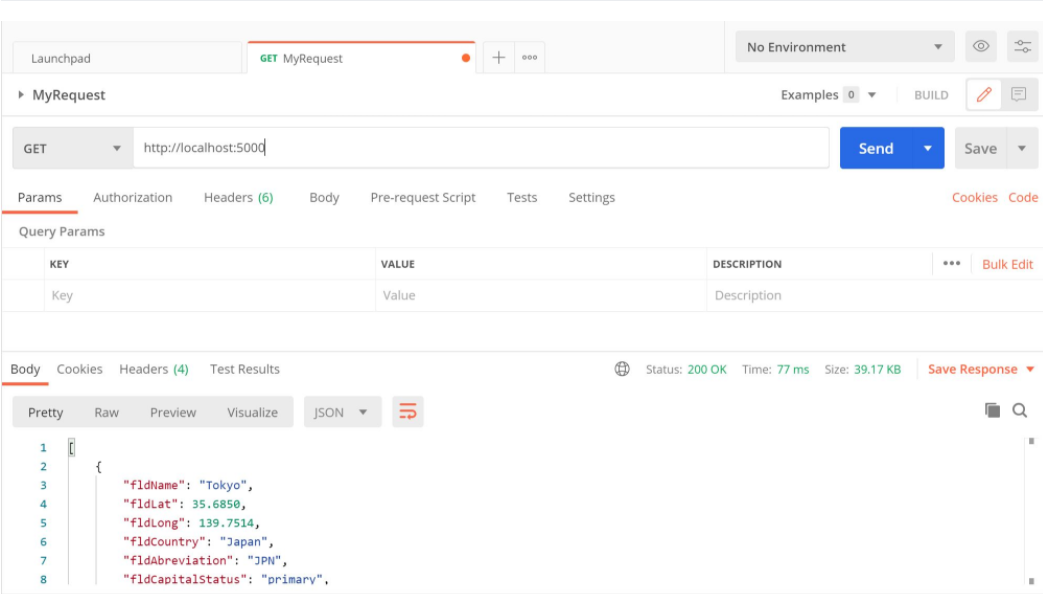 Launchpad GET MyRequest ooo No Environment
MyRequest Examples 0 BUILD
GET http://localhost:5000 Send Save
Params Authorization Headers (6) Body Pre-request Script Tests Settings Cookies Code
Query Params
KEY VALUE DESCRIPTION ••• Bulk Edit
Key Value Description
Body Cookies Headers (4) Test Results Status: 200 OK Time: 77 ms Size: 39.17 KB Save Response
Pretty Raw Preview Visualize JSON
1 [
2 {
3 "fldName": "Tokyo",
4 "fldLat": 35.6850,
5 "fldLong": 139.7514,
6 "fldCountry": "Japan",
7 "fldAbreviation": "JPN",
8 "fldCapitalStatus": "primary",